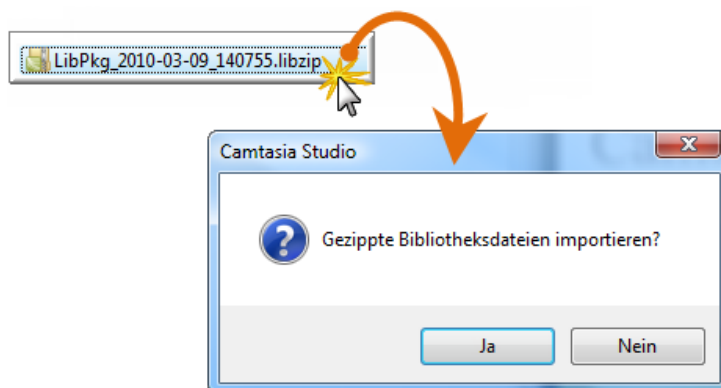 LibPkg_2010-03-09_140755.libzip
Camtasia Studio
Gezippte Bibliotheksdateien importieren?
Ja
Nein